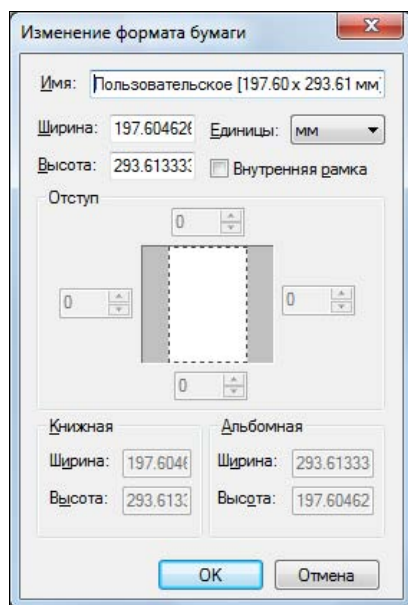 Изменение формата бумаги
Имя: Пользовательское [197.60 x 293.61 мм]
Ширина: 197.604626 Единицы: мм
Высота: 293.613333 Внутренняя рамка
Отступ
0
0 0
0
Книжная Альбомная
Ширина: 197.6046 Ширина: 293.61333
Высота: 293.6133 Высота: 197.60462
OK Отмена